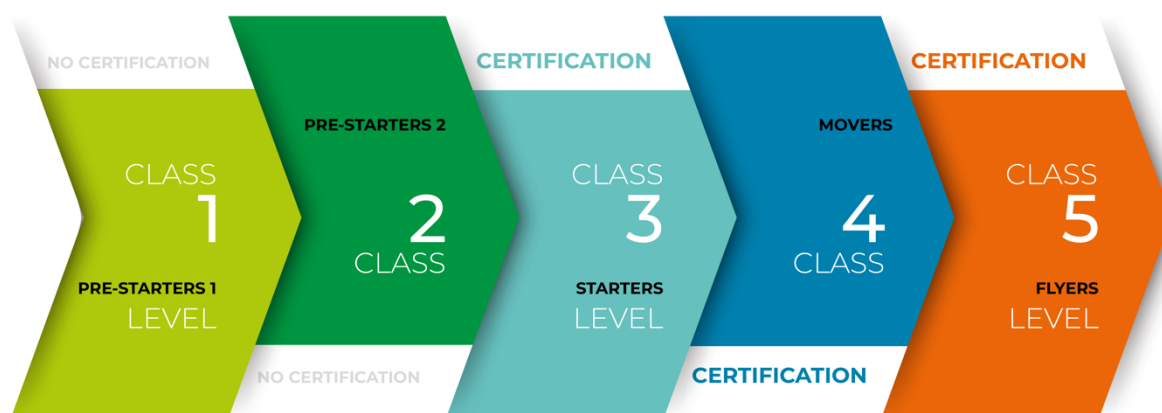 NO CERTIFICATION
CLASS
1
PRE-STARTERS 1
LEVEL
PRE-STARTERS 2
2
CLASS
NO CERTIFICATION
CERTIFICATION
CLASS
3
STARTERS
LEVEL
MOVERS
4
CLASS
CERTIFICATION
CERTIFICATION
CLASS
5
FLYERS
LEVEL